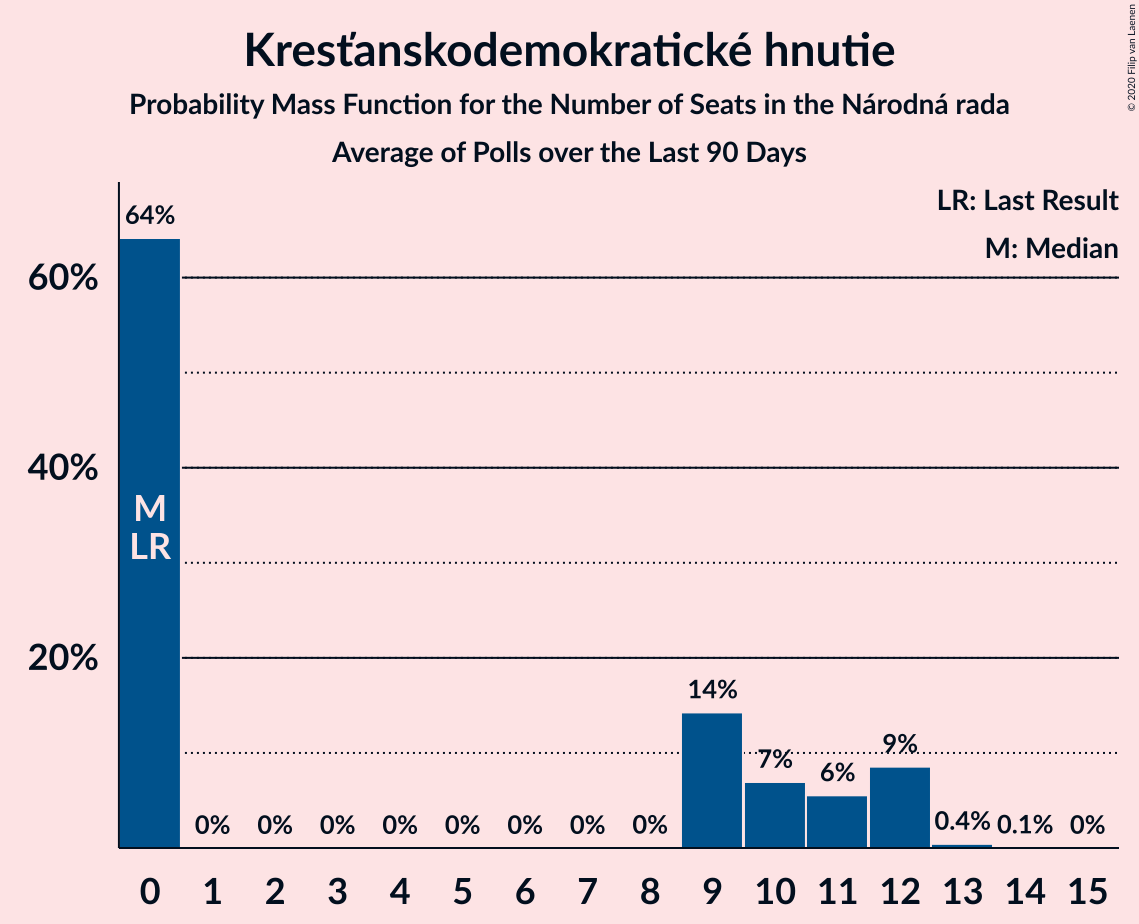 Kresťanskodemokratické hnutie
Probability Mass Function for the Number of Seats in the Národná rada
Average of Polls over the Last 90 Days
© 2020 Filip van Laenen
LR: Last Result
M: Median
60%
40%
20%
64%
M
LR
0%
0%
0%
0%
0%
0%
0%
0%
14%
7%
6%
9%
0.4%
0.1%
0%
0 1 2 3 4 5 6 7 8 9 10 11 12 13 14 15